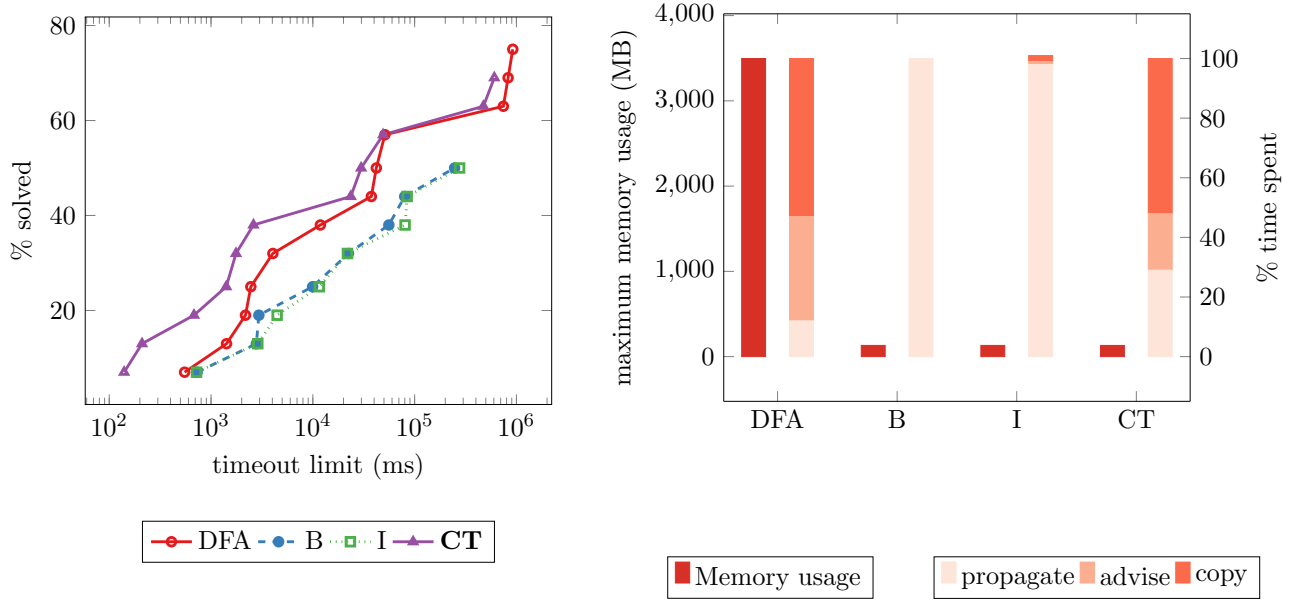 80
60
40
20
% solved
10^2 10^3 10^4 10^5 10^6
timeout limit (ms)
DFA B I CT
4,000
3,000
2,000
1,000
0
maximum memory usage (MB)
100
80
60
40
20
0
% time spent
DFA B I CT
Memory usage
propagate advise copy